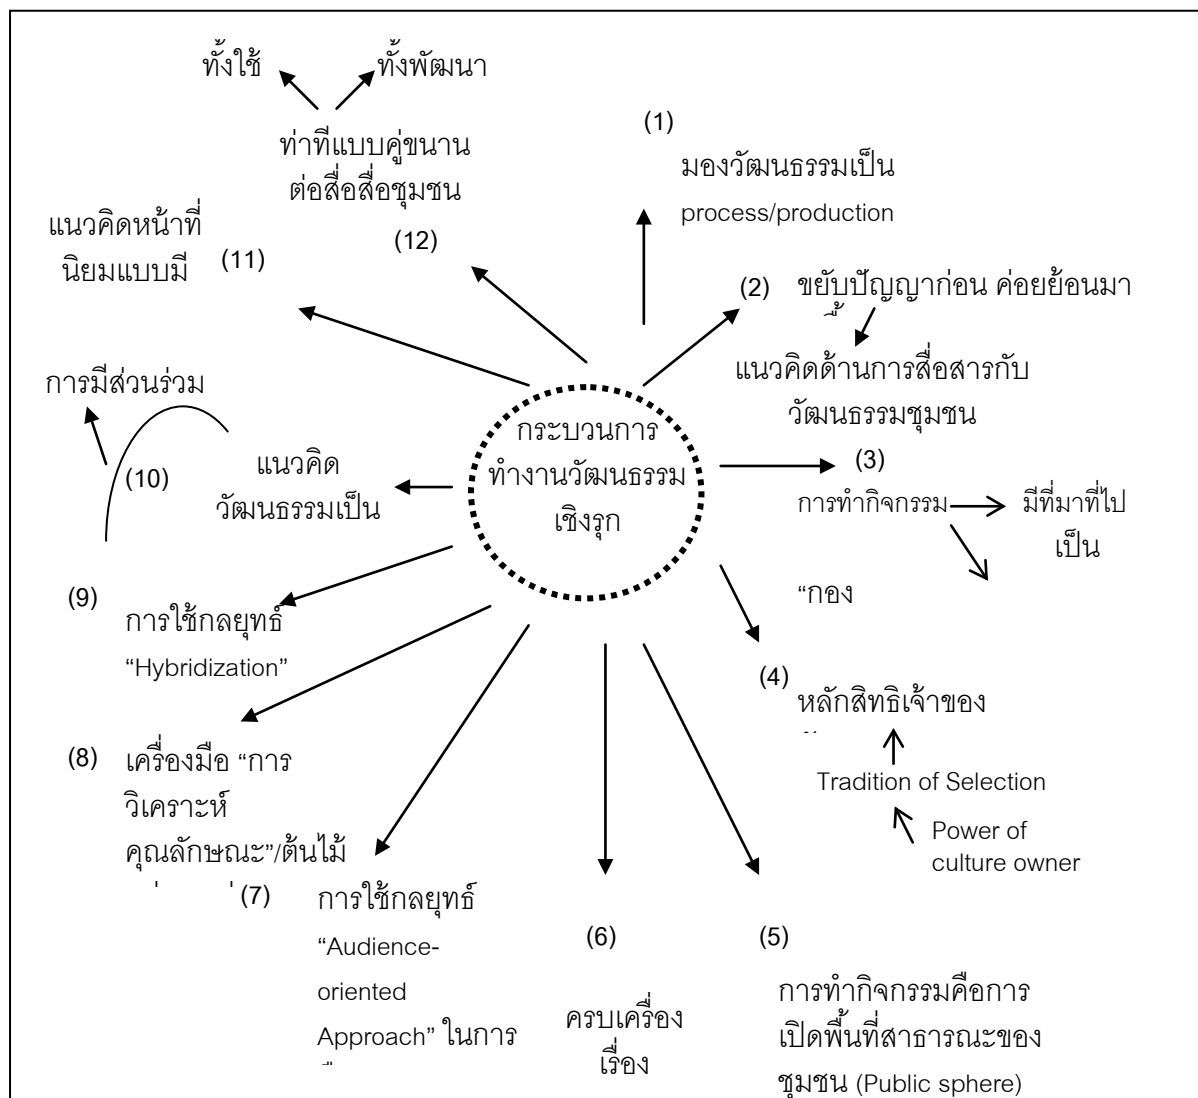 ทั้งใช้
ทั้งพัฒนา
ท่าทีแบบคู่ขนาน
ต่อสื่อสื่อชุมชน
(12)
(1)
มองวัฒนธรรมเป็น
process/production
(2)
ขยับปัญญาก่อน ค่อยย้อนมา
แนวคิดด้านการสื่อสารกับ
วัฒนธรรมชุมชน
(3)
การทำกิจกรรม
มีที่มาที่ไป
เป็น
"กอง
(4)
หลักสิทธิเจ้าของ
Tradition of Selection
Power of
culture owner
(5)
การทำกิจกรรมคือการ
เปิดพื้นที่สาธารณะของ
ชุมชน (Public sphere)
(6)
ครบเครื่อง
เรื่อง
(7)
การใช้กลยุทธ์
“Audience-
oriented
Approach” ในการ
(8)
เครื่องมือ “การ
วิเคราะห์
คุณลักษณะ”/ต้นไม้
(9)
การใช้กลยุทธ์
“Hybridization”
(10)
แนวคิด
วัฒนธรรมเป็น
การมีส่วนร่วม
(11)
แนวคิดหน้าที่
นิยมแบบมี
กระบวนการ
ทำงานวัฒนธรรม
เชิงรุก